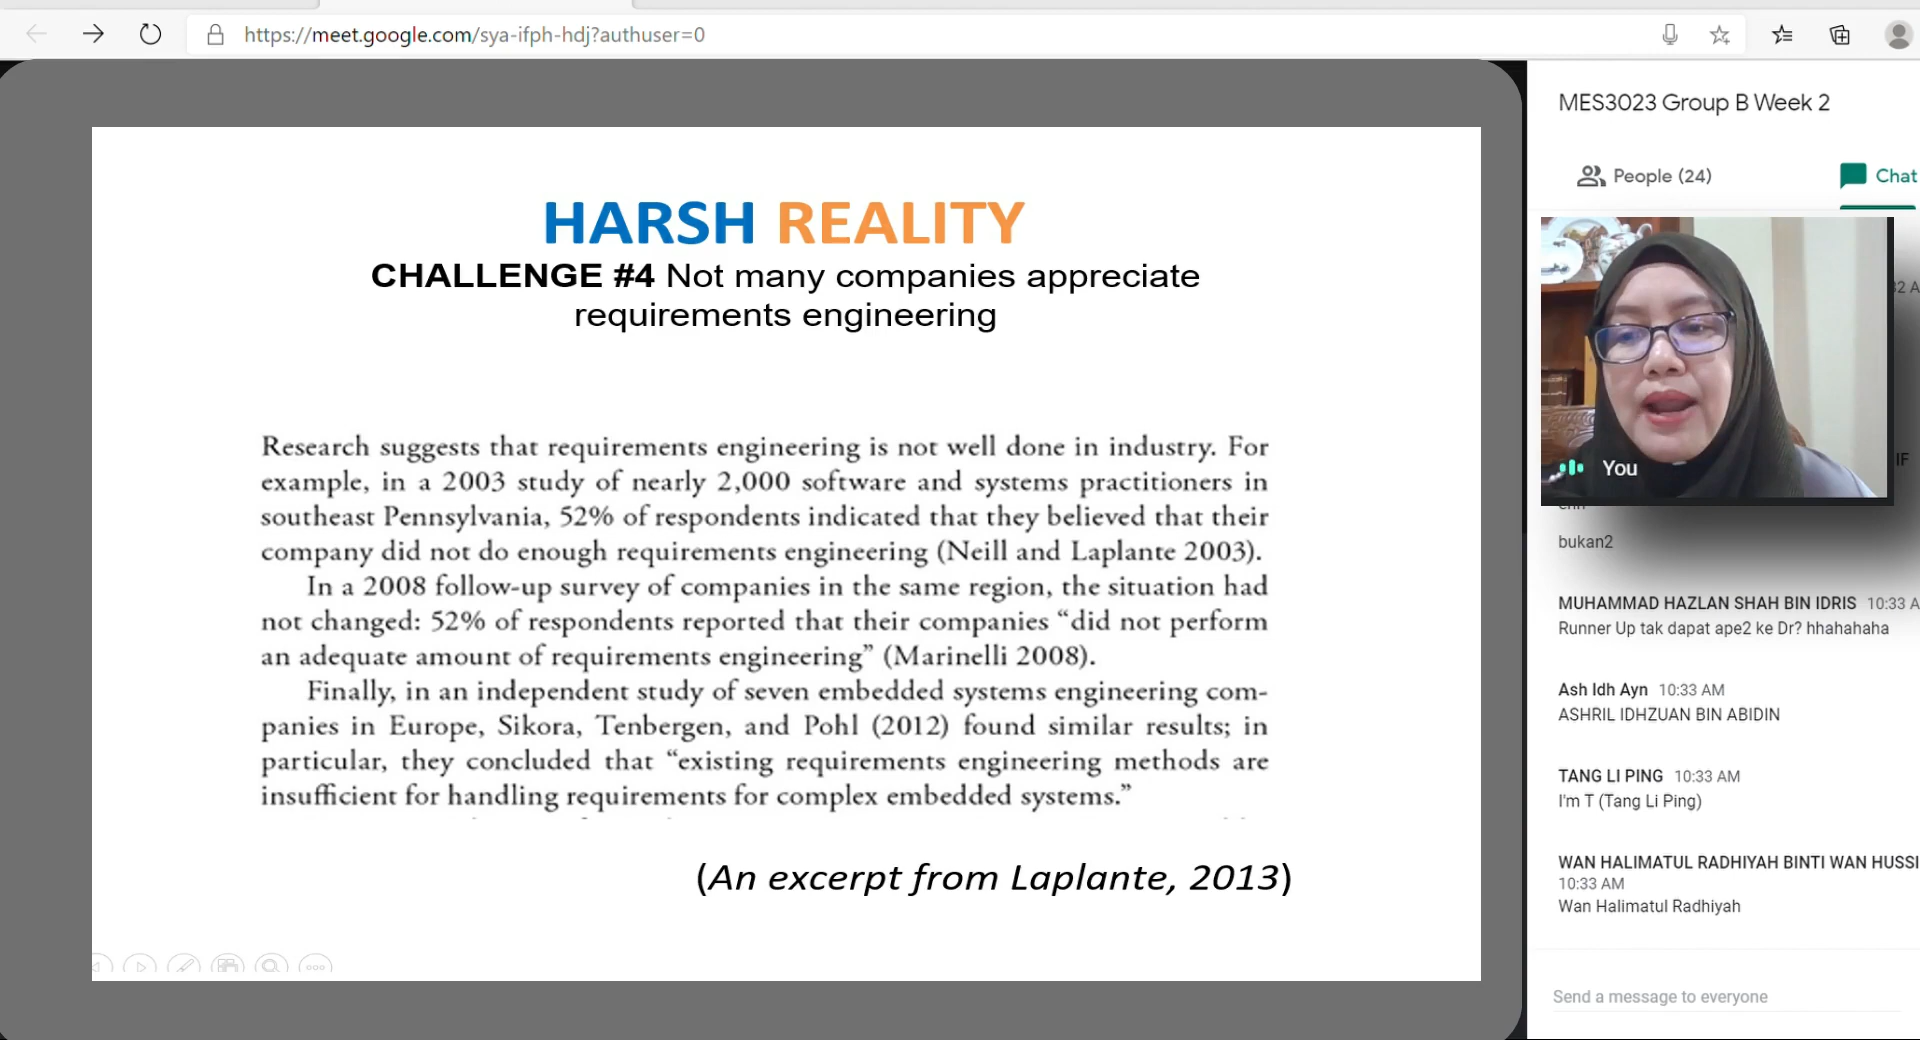 https://meet.google.com/sya-ifph-hdj?authuser=0
HARSH REALITY
CHALLENGE #4 Not many companies appreciate
requirements engineering
Research suggests that requirements engineering is not well done in industry. For
example, in a 2003 study of nearly 2,000 software and systems practitioners in
southeast Pennsylvania, 52% of respondents indicated that they believed that their
company did not do enough requirements engineering (Neill and Laplante 2003).
In a 2008 follow-up survey of companies in the same region, the situation had
not changed: 52% of respondents reported that their companies “did not perform
an adequate amount of requirements engineering” (Marinelli 2008).
Finally, in an independent study of seven embedded systems engineering com-
panies in Europe, Sikora, Tenbergen, and Pohl (2012) found similar results; in
particular, they concluded that “existing requirements engineering methods are
insufficient for handling requirements for complex embedded systems.”
(An excerpt from Laplante, 2013)
MES3023 Group B Week 2
People (24)
Chat
You
IF
bukan2
MUHAMMAD HAZLAN SHAH BIN IDRIS 10:33 A
Runner Up tak dapat ape2 ke Dr? hhahahaha
Ash Idh Ayn 10:33 AM
ASHRIL IDHZUAN BIN ABIDIN
TANG LI PING 10:33 AM
I'm T (Tang Li Ping)
WAN HALIMATUL RADHIYAH BINTI WAN HUSSI
10:33 AM
Wan Halimatul Radhiyah
Send a message to everyone